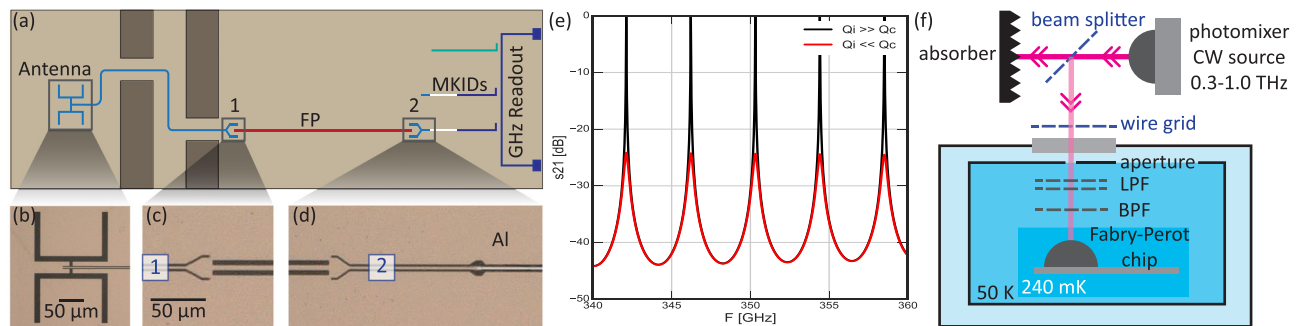 (a)
Antenna
1
FP
2
MKIDs
GHz Readout
(b)
50 µm
(c)
1
50 µm
(d)
2
Al
(e)
s21 [dB]
0
−10
−20
−30
−40
−50
Qi >> Qc
Qi << Qc
340
345
350
355
360
F [GHz]
(f)
beam splitter
absorber
photomixer
CW source
0.3-1.0 THz
wire grid
aperture
LPF
BPF
Fabry-Perot
chip
50 K
240 mK